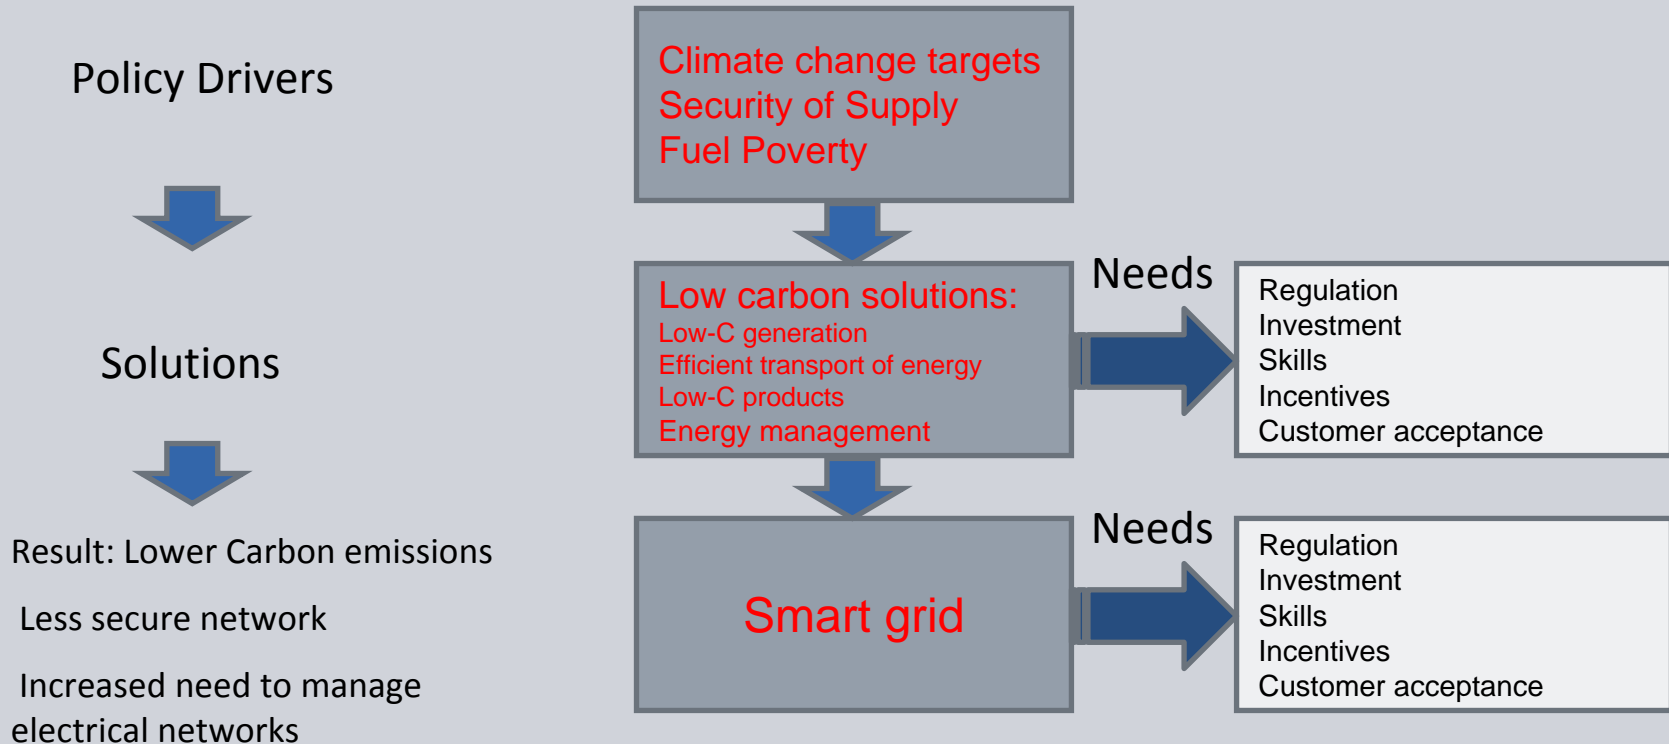 Policy Drivers
Climate change targets
Security of Supply
Fuel Poverty
Solutions
Low carbon solutions:
Low-C generation
Efficient transport of energy
Low-C products
Energy management
Needs
Regulation
Investment
Skills
Incentives
Customer acceptance
Result: Lower Carbon emissions
Less secure network
Increased need to manage
electrical networks
Smart grid
Needs
Regulation
Investment
Skills
Incentives
Customer acceptance